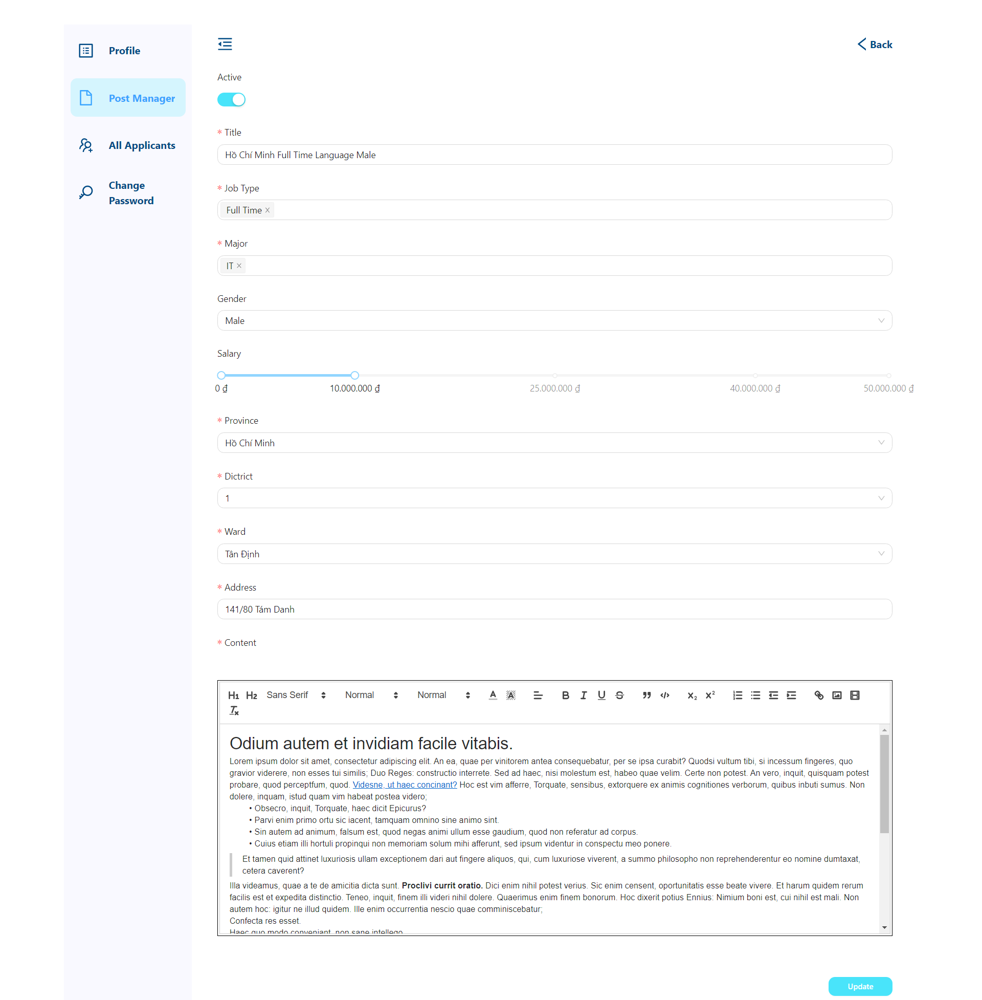 Profile
Post Manager
All Applicants
Change
Password
Back
Active
* Title
Hồ Chí Minh Full Time Language Male
* Job Type
Full Time
* Major
IT
Gender
Male
Salary
0 ₫ 10.000.000 ₫ 25.000.000 ₫ 40.000.000 ₫ 50.000.000 ₫
* Province
Hồ Chí Minh
* Dictrict
1
* Ward
Tân Định
* Address
141/80 Tám Danh
* Content
H1 H2 Sans Serif Normal Normal
Odium autem et invidiam facile vitabis.
Lorem ipsum dolor sit amet, consectetur adipiscing elit. An ea, quae per vinitorem antea consequebatur, per se ipsa curabit? Quodsi vultum tibi, si incessum fingeres, quo
gravior viderere, non esses tui similis; Duo Reges: constructio interrete. Sed ad haec, nisi molestum est, habeo quae velim. Certe non potest. An vero, inquit, quisquam potest
probare, quod perceptfum, quod. Videsne, ut haec concinant? Hoc est vim afferre, Torquate, sensibus, extorquere ex animis cognitiones verborum, quibus inbuti sumus. Non
dolere, inquam, istud quam vim habeat postea videro;
• Obsecro, inquit, Torquate, haec dicit Epicurus?
• Parvi enim primo ortu sic iacent, tamquam omnino sine animo sint.
• Sin autem ad animum, falsum est, quod negas animi ullum esse gaudium, quod non referatur ad corpus.
• Cuius etiam illi hortuli propinqui non memoriam solum mihi afferunt, sed ipsum videntur in conspectu meo ponere.
Et tamen quid attinet luxuriosis ullam exceptionem dari aut fingere aliquos, qui, cum luxuriose viverent, a summo philosopho non reprehenderentur eo nomine dumtaxat,
cetera caverent?
Illa videamus, quae a te de amicitia dicta sunt. Proclivi currit oratio. Dici enim nihil potest verius. Sic enim censent, oportunitatis esse beate vivere. Et harum quidem rerum
facilis est et expedita distinctio. Teneo, inquit, finem illi videri nihil dolere. Quaerimus enim finem bonorum. Hoc dixerit potius Ennius: Nimium boni est, cui nihil est mali. Non
autem hoc: igitur ne illud quidem. Ille enim occurrentia nescio quae comminiscebatur;
Confecta res esset.
Haec quo modo conveniant, non sane intellego.
Update